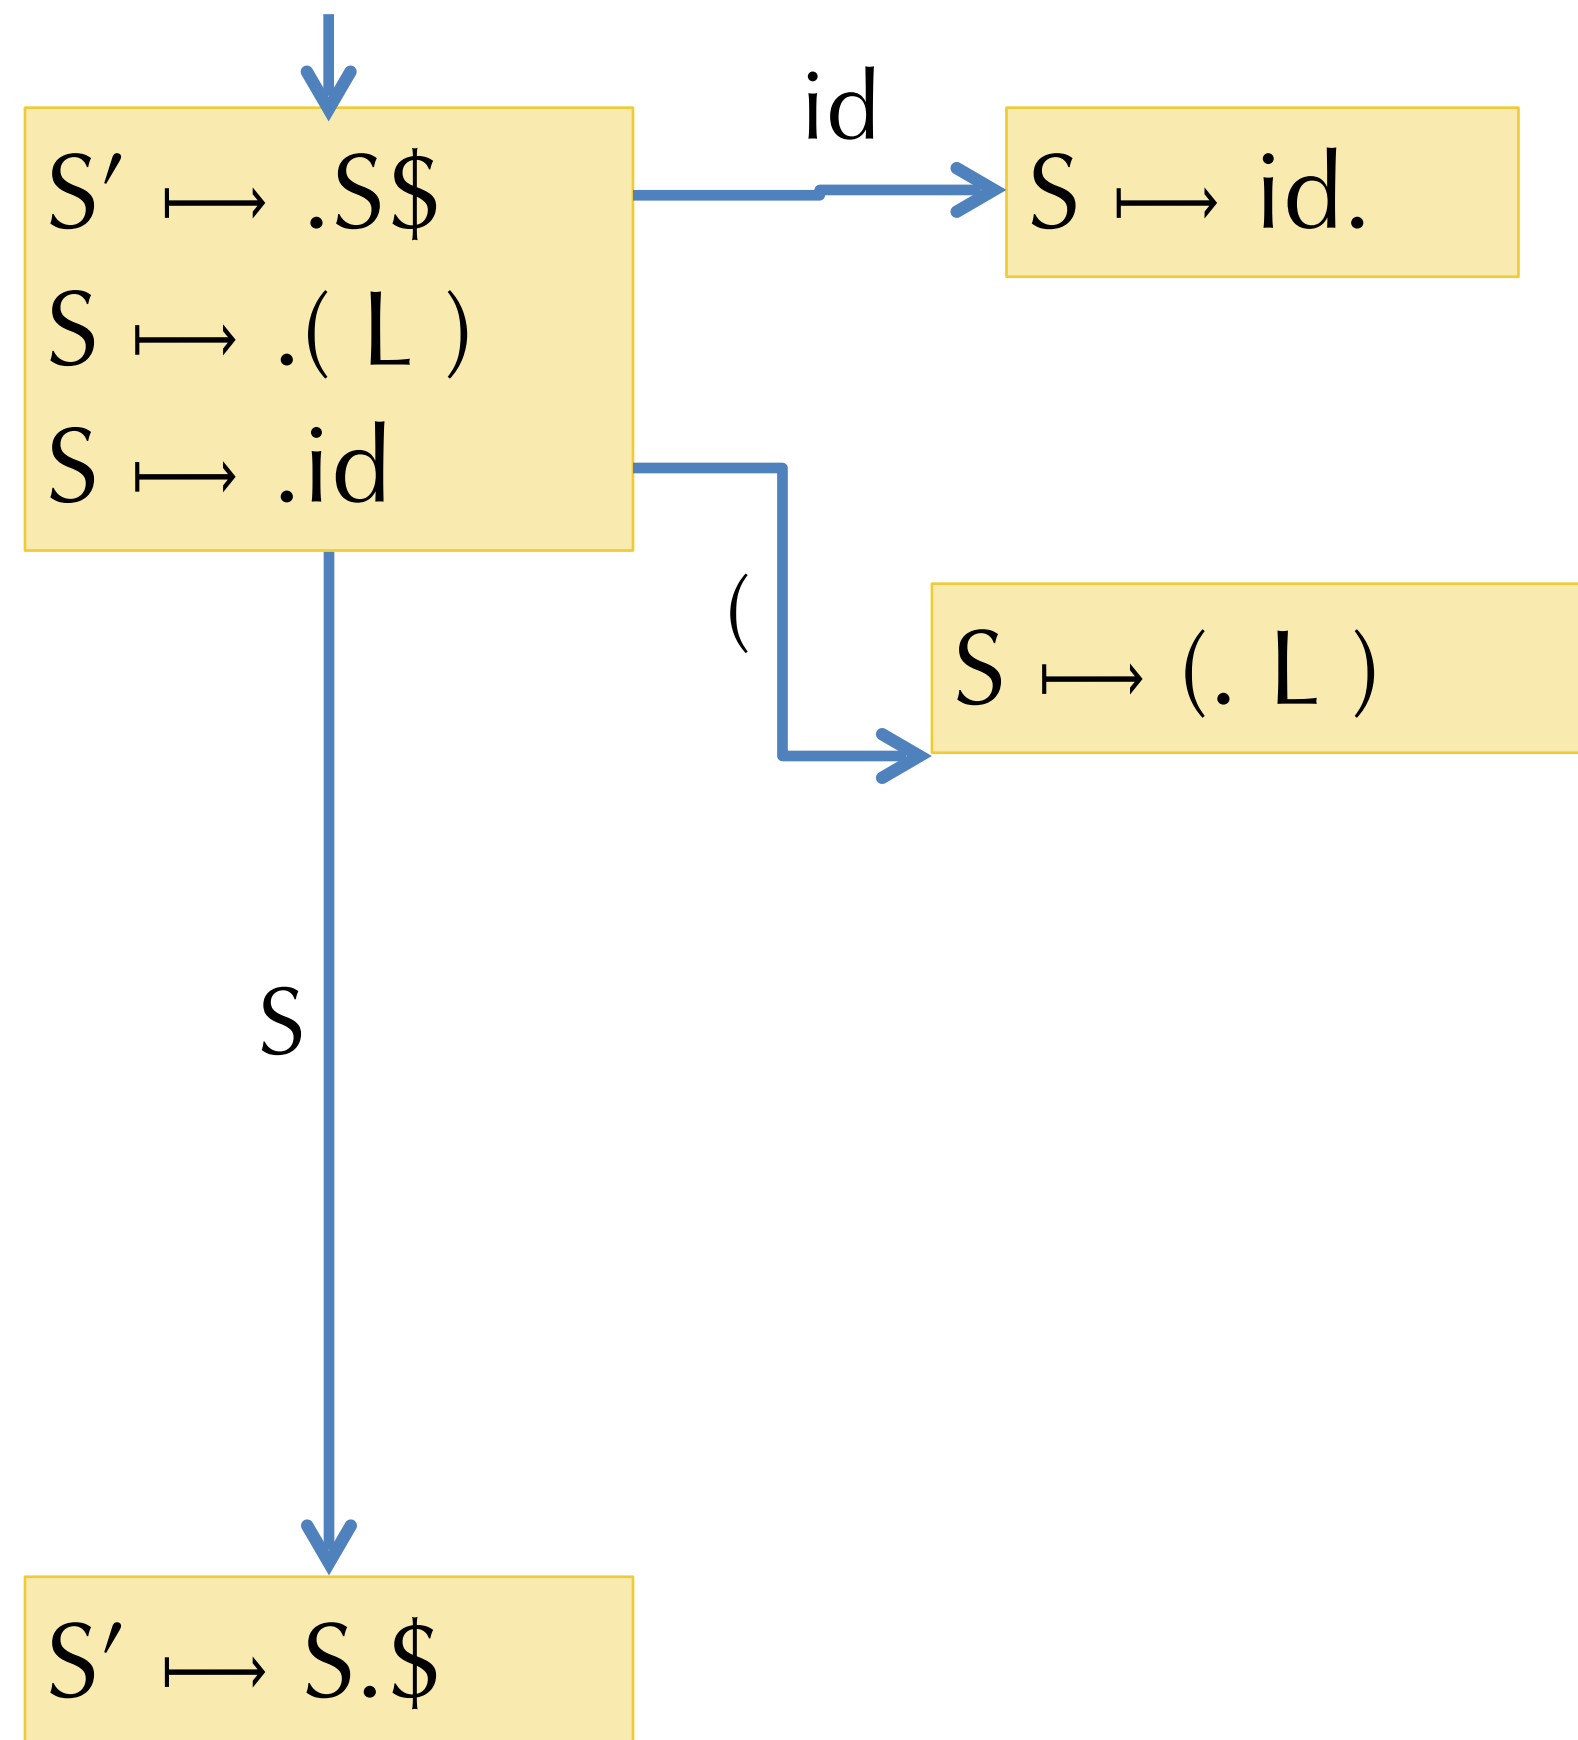 id
S′ ⟼ .S$
S ⟼ .( L )
S ⟼ .id
S ⟼ id.
(
S ⟼ (. L )
S
S′ ⟼ S.$